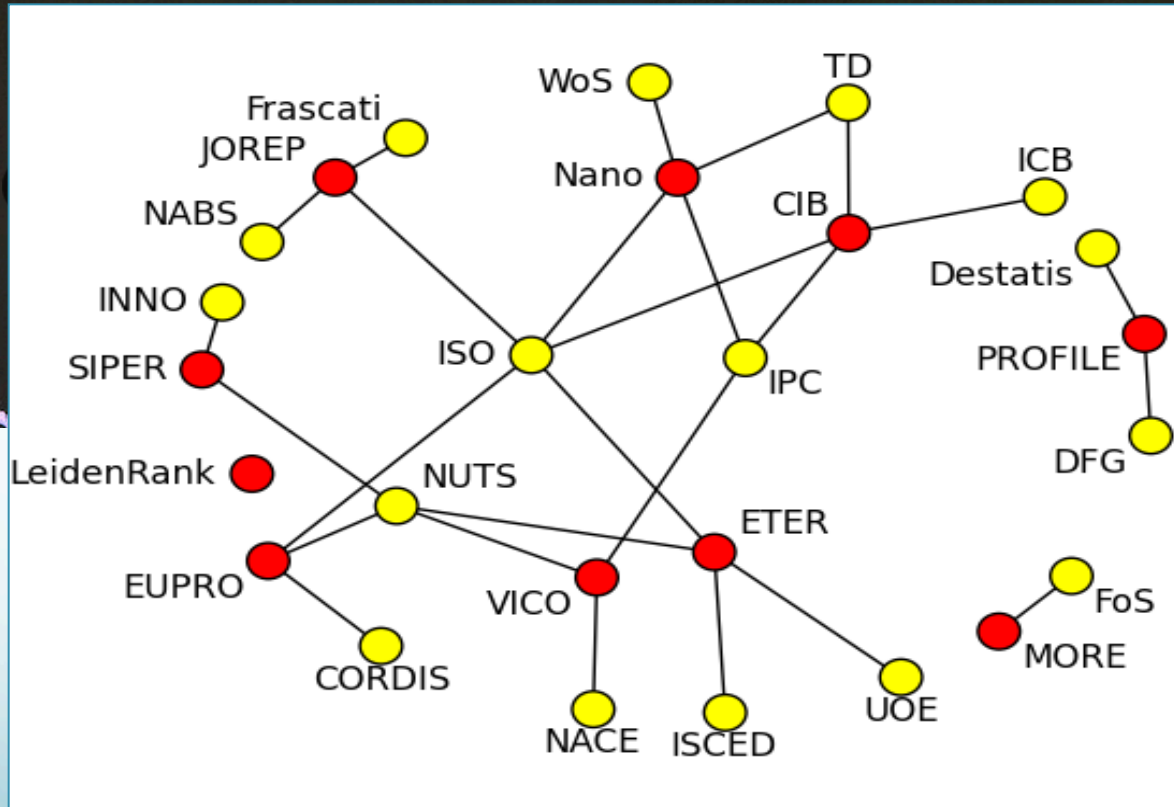 TD
WoS
Frascati
JOREP
ICB
Nano
CIB
NABS
Destatis
INNO
ISO
PROFILE
SIPER
IPC
DFG
LeidenRank
NUTS
ETER
EUPRO
VICO
FoS
MORE
CORDIS
UOE
NACE
ISCED